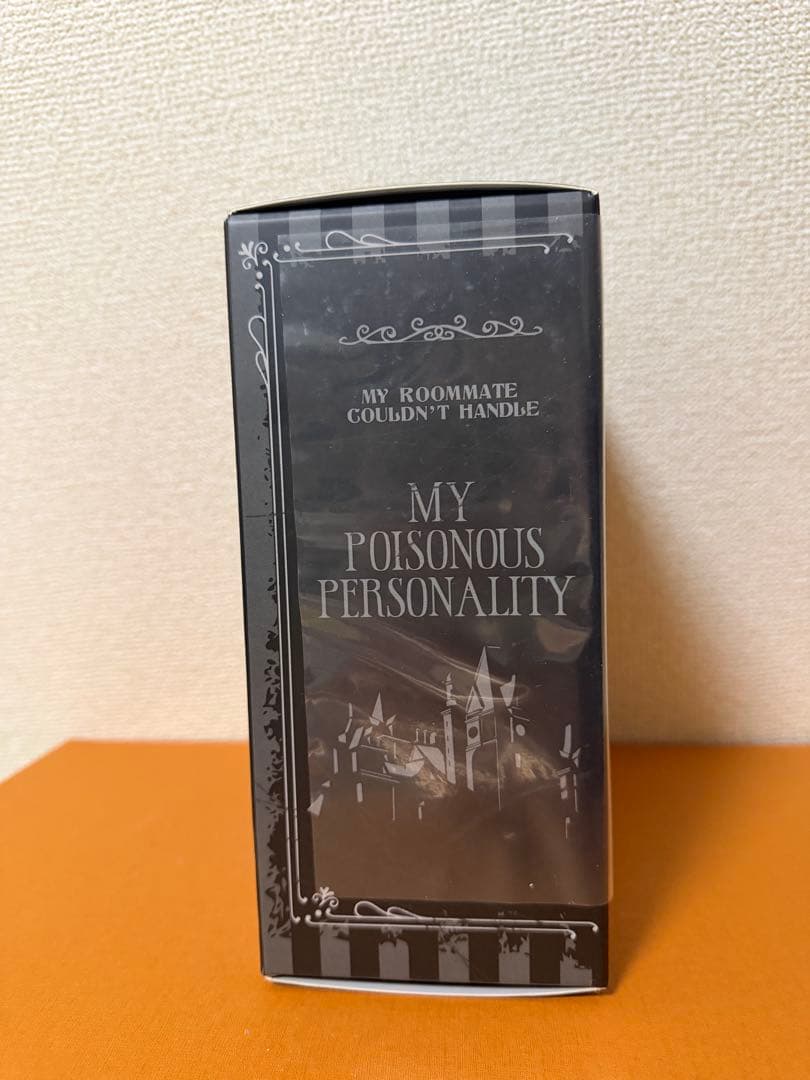 MY ROOMMATE
COULDN'T HANDLE
MY
POISONOUS
PERSONALITY